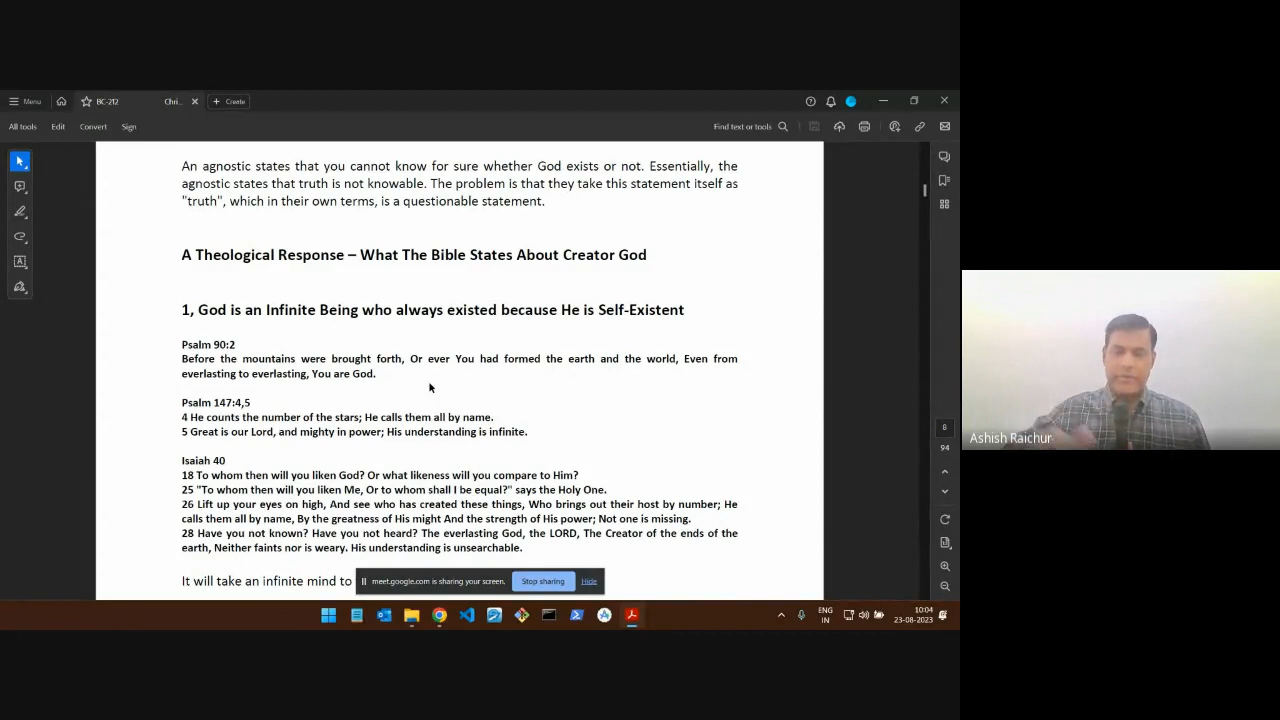 Menu
BC-212
Chri...
Create
All tools
Edit
Convert
Sign
Find text or tools
An agnostic states that you cannot know for sure whether God exists or not. Essentially, the
agnostic states that truth is not knowable. The problem is that they take this statement itself as
"truth", which in their own terms, is a questionable statement.
A Theological Response – What The Bible States About Creator God
1, God is an Infinite Being who always existed because He is Self-Existent
Psalm 90:2
Before the mountains were brought forth, Or ever You had formed the earth and the world, Even from
everlasting to everlasting, You are God.
Psalm 147:4,5
4 He counts the number of the stars; He calls them all by name.
5 Great is our Lord, and mighty in power; His understanding is infinite.
Isaiah 40
18 To whom then will you liken God? Or what likeness will you compare to Him?
25 "To whom then will you liken Me, Or to whom shall I be equal?" says the Holy One.
26 Lift up your eyes on high, And see who has created these things, Who brings out their host by number; He
calls them all by name, By the greatness of His might And the strength of His power; Not one is missing.
28 Have you not known? Have you not heard? The everlasting God, the LORD, The Creator of the ends of the
earth, Neither faints nor is weary. His understanding is unsearchable.
It will take an infinite mind to
meet.google.com is sharing your screen.
Stop sharing
Hide
8
94
Ashish Raichur
ENG
IN
10:04
23-08-2023